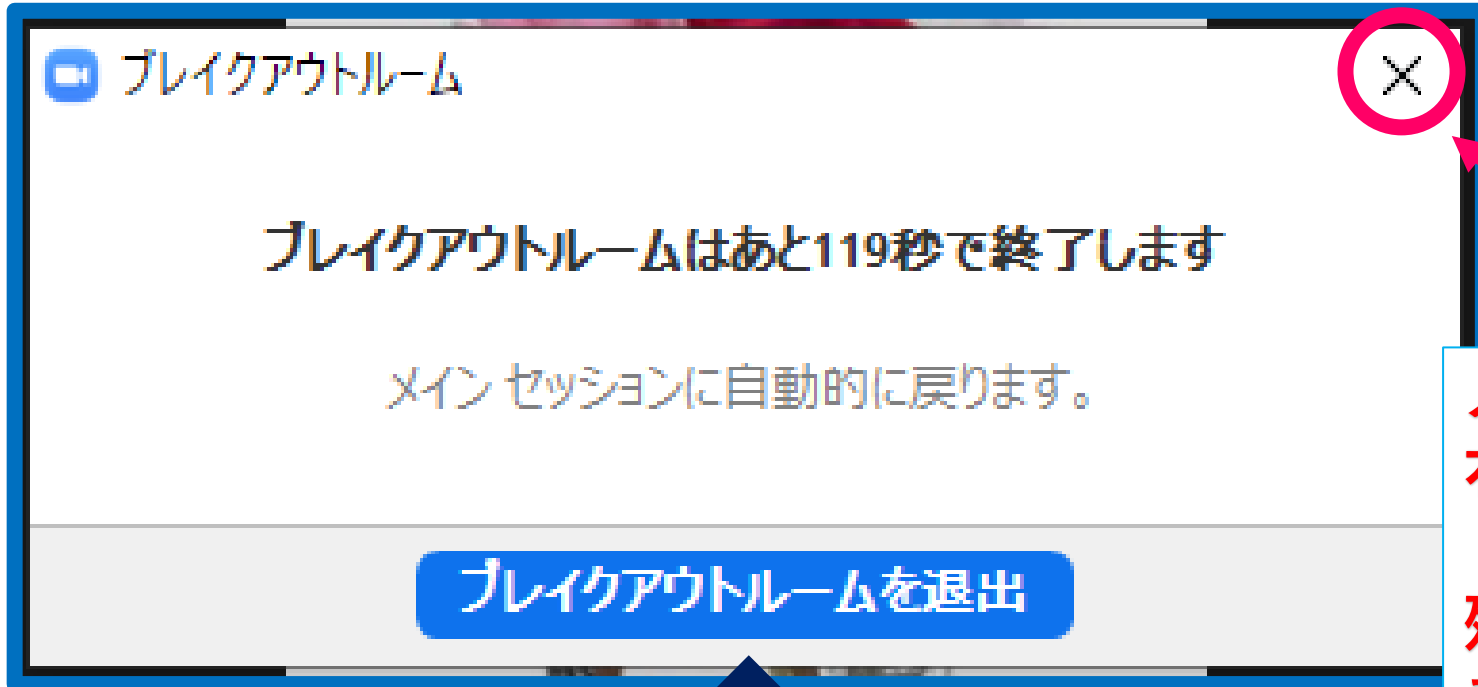 ブレイクアウトルーム
ブレイクアウトルームはあと119秒で終了します
メイン セッションに自動的に戻ります。
ブレイクアウトルームを退出